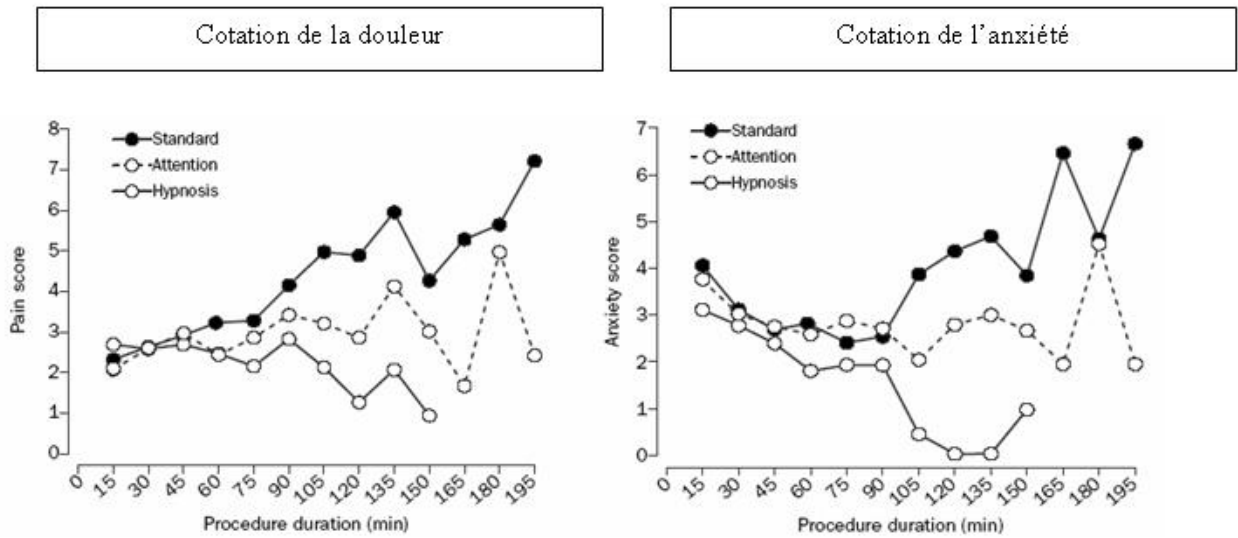 Cotation de la douleur
Cotation de l'anxiété
8
7
6
5
4
3
2
1
0
Pain score
Standard
Attention
Hypnosis
0 15 30 45 60 75 90 105 120 135 150 165 180 195
Procedure duration (min)
7
6
5
4
3
2
1
0
Anxiety score
Standard
Attention
Hypnosis
0 15 30 45 60 75 90 105 120 135 150 165 180 195
Procedure duration (min)